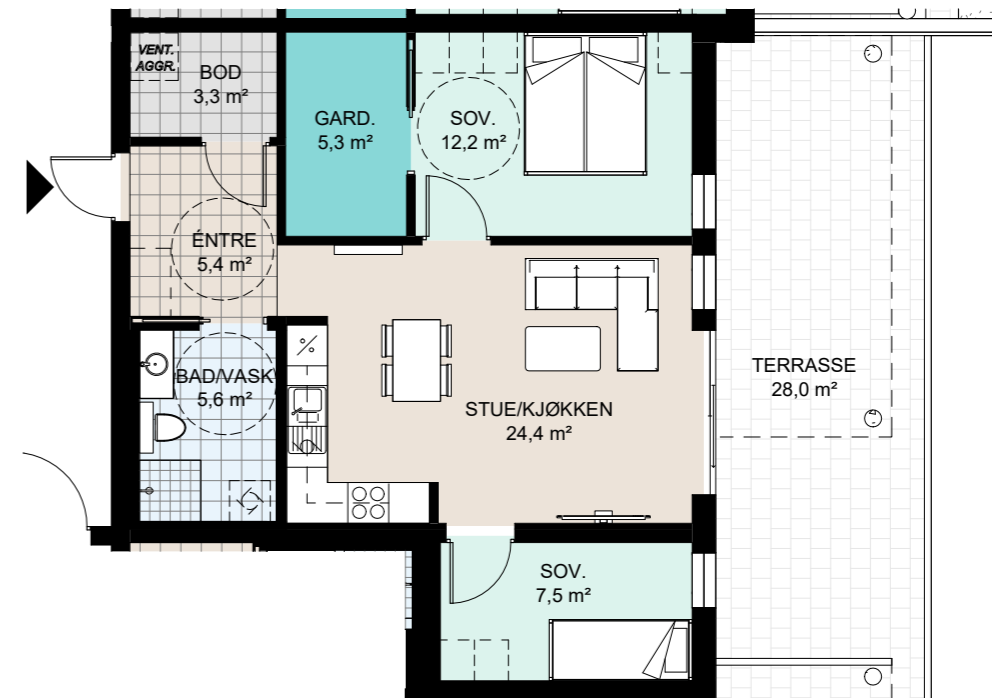 VENT.
AGGR.
BOD
3,3 m²
GARD.
5,3 m²
SOV.
12,2 m²
ÉNTRE
5,4 m²
BAD/VASK
5,6 m²
STUE/KJØKKEN
24,4 m²
TERRASSE
28,0 m²
SOV.
7,5 m²